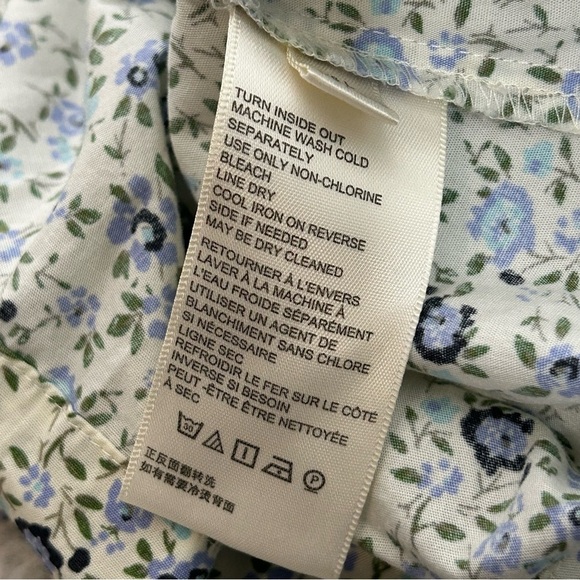 TURN INSIDE OUT
MACHINE WASH COLD
SEPARATELY
USE ONLY NON-CHLORINE
BLEACH
LINE DRY
COOL IRON ON REVERSE
SIDE IF NEEDED
MAY BE DRY CLEANED
RETOURNER À L'ENVERS
LAVER À LA MACHINE À
L'EAU FROIDE SÉPARÉMENT
UTILISER UN AGENT DE
BLANCHIMENT SANS CHLORE
SI NÉCESSAIRE
LIGNE SEC
REFROIDIR LE FER SUR LE CÔTÉ
INVERSE SI BESOIN
PEUT-ÊTRE ÊTRE NETTOYÉE
À SEC
30 P
正反面翻转洗
如有需要冷烫背面